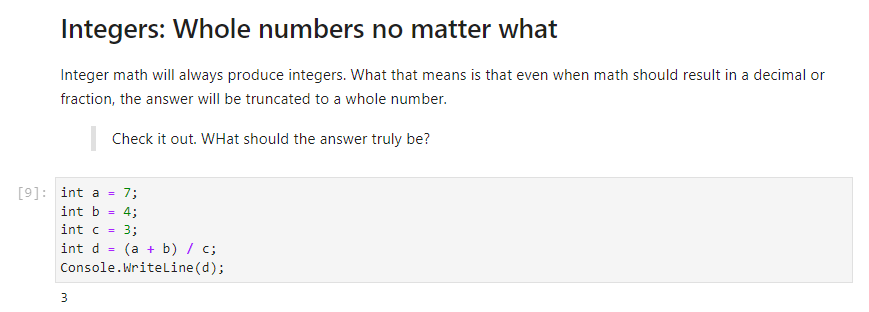 Integers: Whole numbers no matter what
Integer math will always produce integers. What that means is that even when math should result in a decimal or
fraction, the answer will be truncated to a whole number.
Check it out. WHat should the answer truly be?
[9]: int a = 7;
int b = 4;
int c = 3;
int d = (a + b) / c;
Console.WriteLine(d);
3